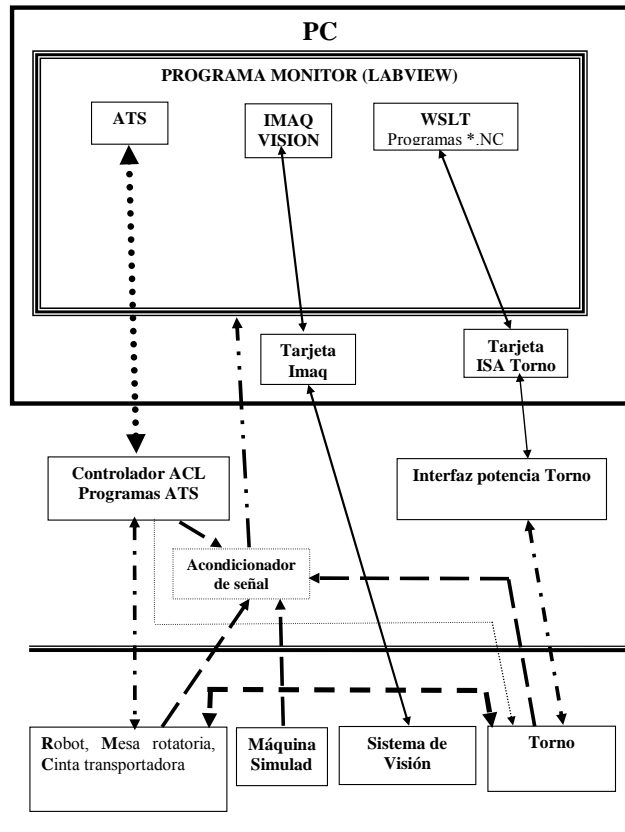 PC
PROGRAMA MONITOR (LABVIEW)
ATS
IMAQ
VISION
WSLT
Programas *.NC
Tarjeta
Imaq
Tarjeta
ISA Torno
Controlador ACL
Programas ATS
Interfaz potencia Torno
Acondicionador
de señal
Robot, Mesa rotatoria,
Cinta transportadora
Máquina
Simulad
Sistema de
Visión
Torno